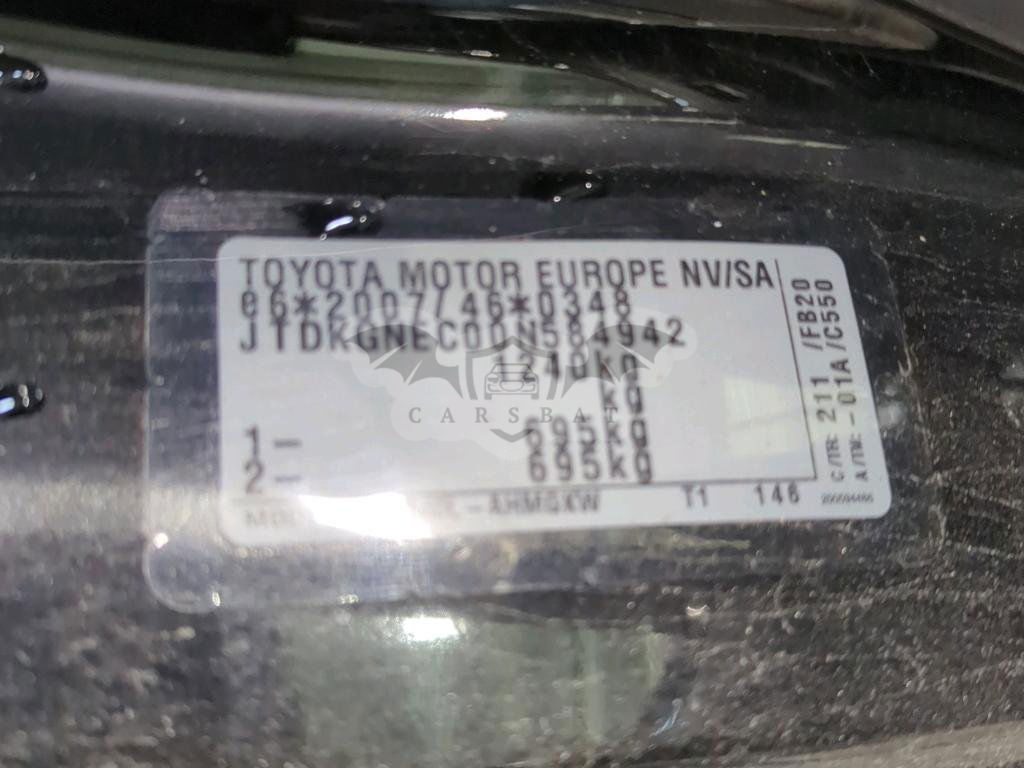 TOYOTA MOTOR EUROPE NV/SA
e6*2007/46*0348
JTDKGNEC00N584942
1240kg
kg
1- 695kg
2- 695kg
-AHMGXW T1 146
C/TR: 211 /FB20
A/TM: -01A/C550
CARSBAT